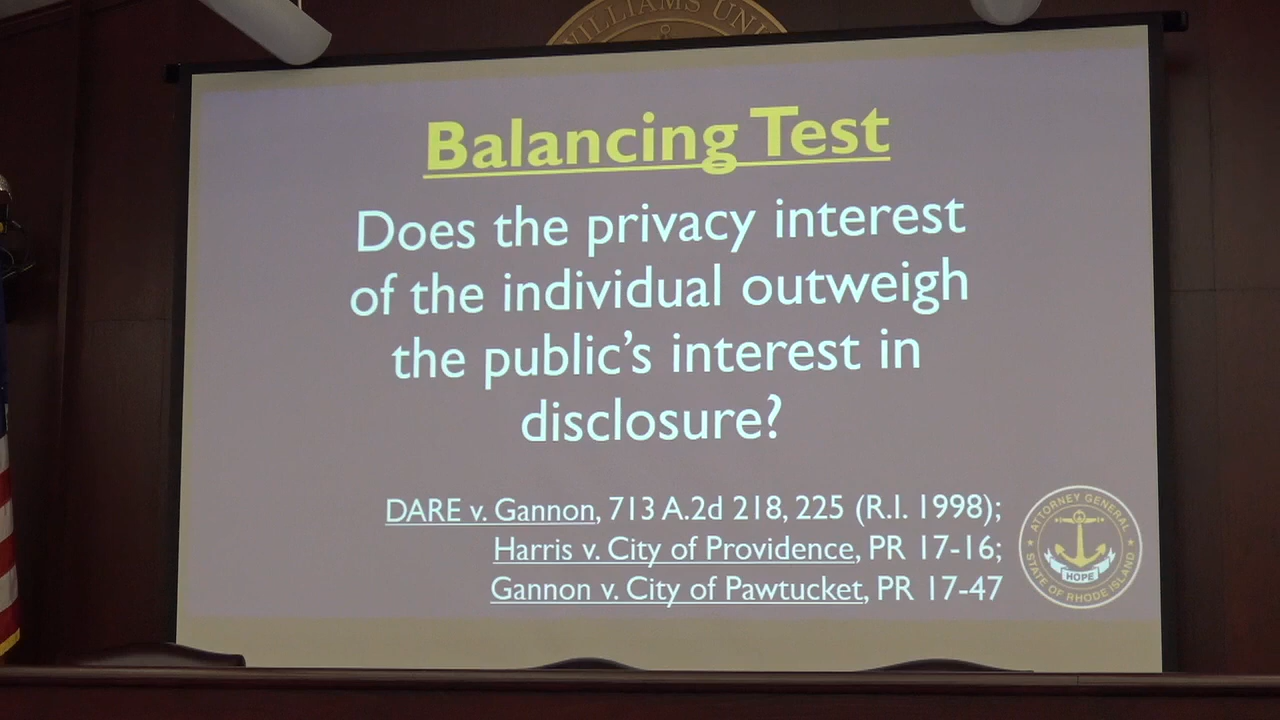 WILLIAMS UNI
Balancing Test
Does the privacy interest
of the individual outweigh
the public's interest in
disclosure?
DARE v. Gannon, 713 A.2d 218, 225 (R.I. 1998);
Harris v. City of Providence, PR 17-16;
Gannon v. City of Pawtucket, PR 17-47
ATTORNEY GENERAL
HOPE
STATE OF RHODE ISLAND